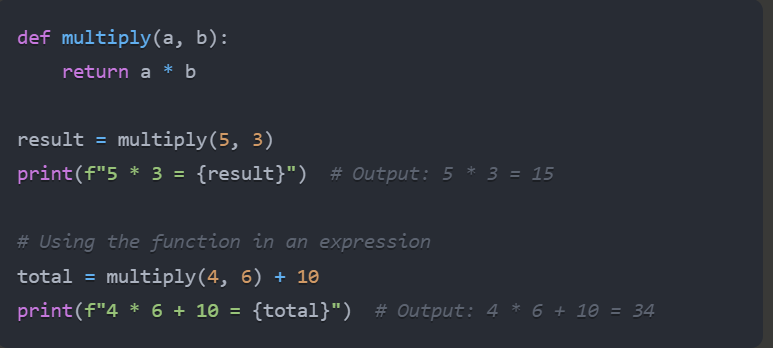 def multiply(a, b):
    return a * b
result = multiply(5, 3)
print(f"5 * 3 = {result}")  # Output: 5 * 3 = 15
# Using the function in an expression
total = multiply(4, 6) + 10
print(f"4 * 6 + 10 = {total}")  # Output: 4 * 6 + 10 = 34